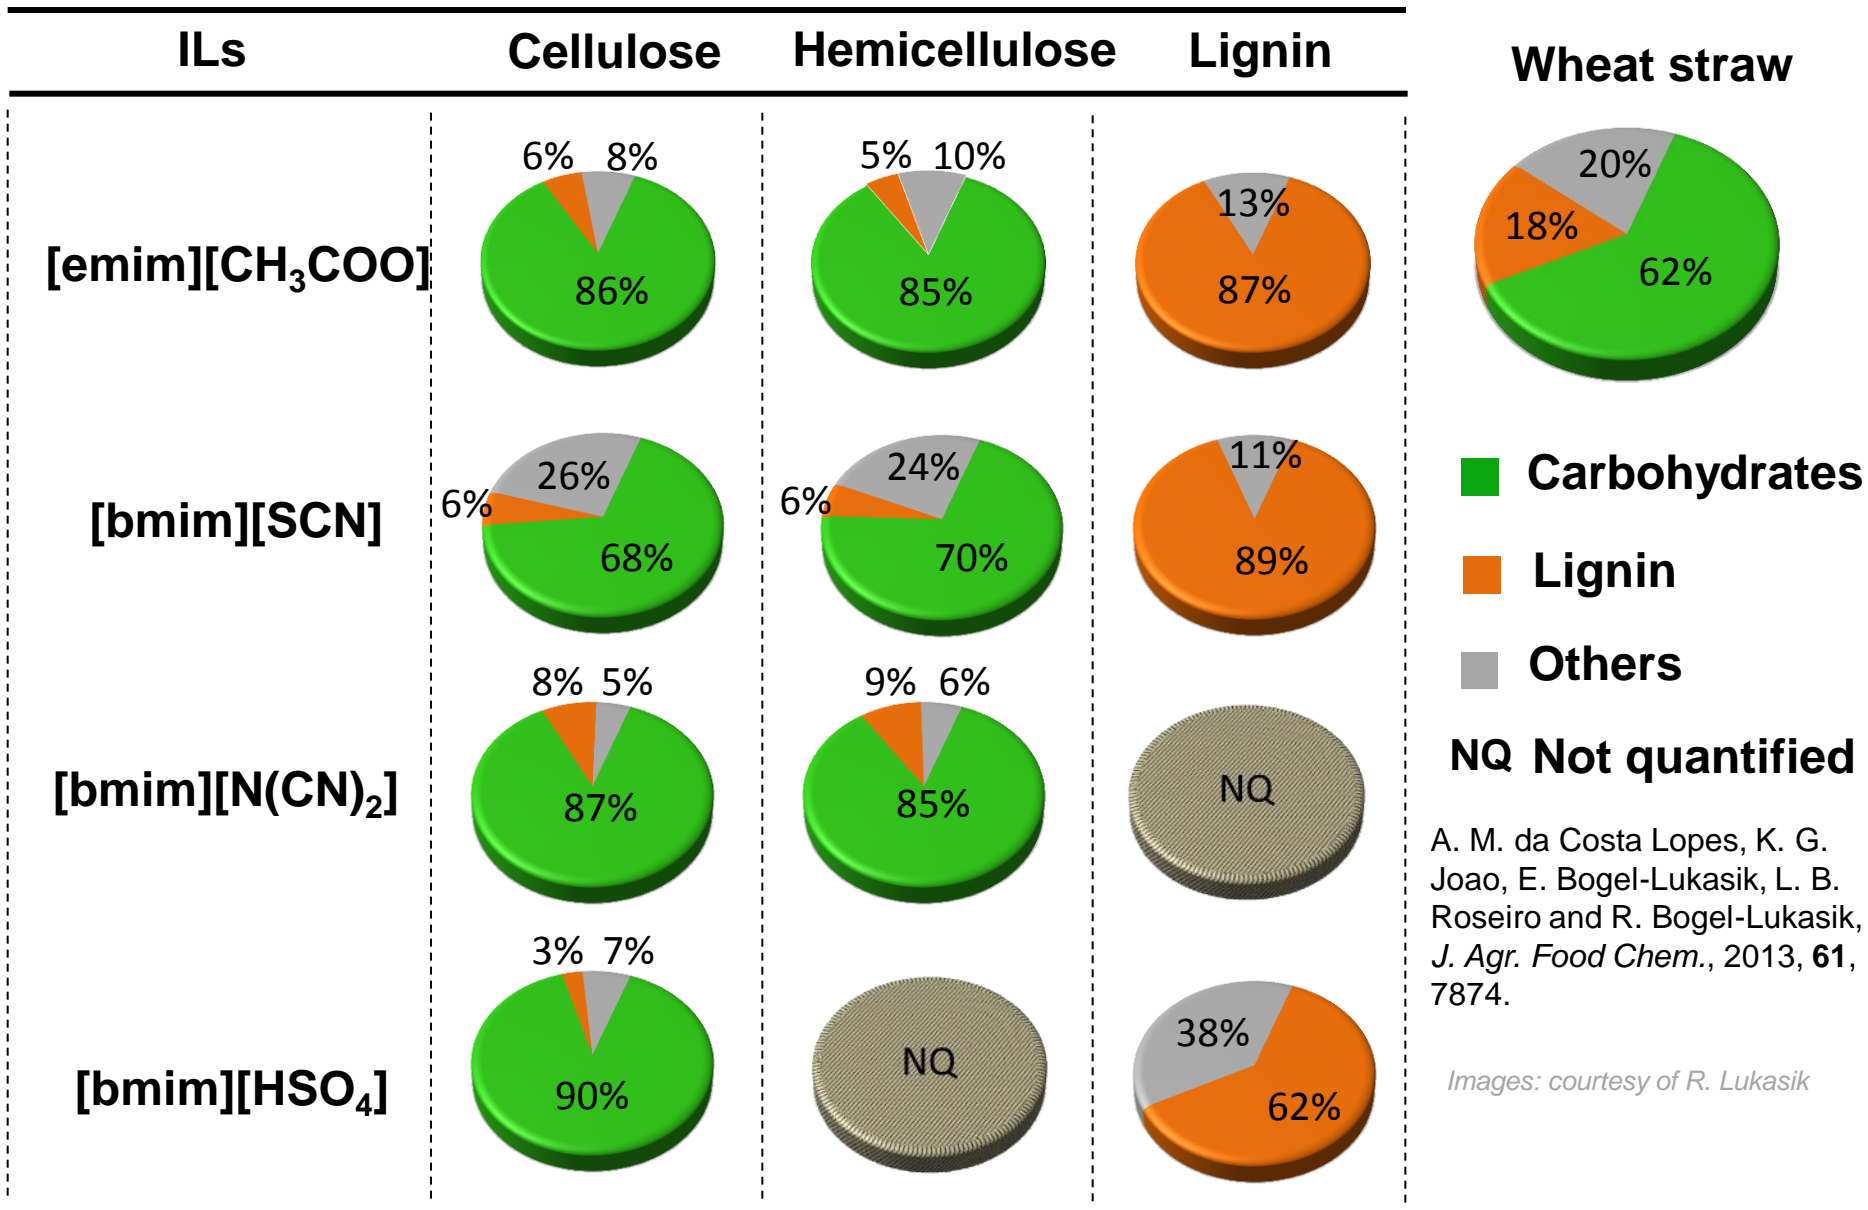 ILs Cellulose Hemicellulose Lignin
Wheat straw
[emim][CH₃COO]
6% 8%
86%
5% 10%
85%
13%
87%
20%
18%
62%
[bmim][SCN]
26%
6%
68%
24%
6%
70%
11%
89%
Carbohydrates
Lignin
Others
NQ Not quantified
[bmim][N(CN)₂]
8% 5%
87%
9% 6%
85%
NQ
A. M. da Costa Lopes, K. G.
Joao, E. Bogel-Lukasik, L. B.
Roseiro and R. Bogel-Lukasik,
J. Agr. Food Chem., 2013, 61,
7874.
[bmim][HSO₄]
3% 7%
90%
NQ
38%
62%
Images: courtesy of R. Lukasik